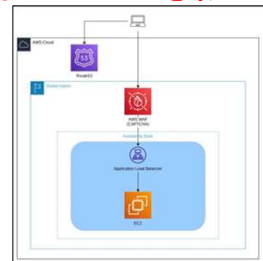 AWS Cloud
Route53
AWS WAF
(CAPTCHA)
Availability Zone
Application Load Balancer
EC2